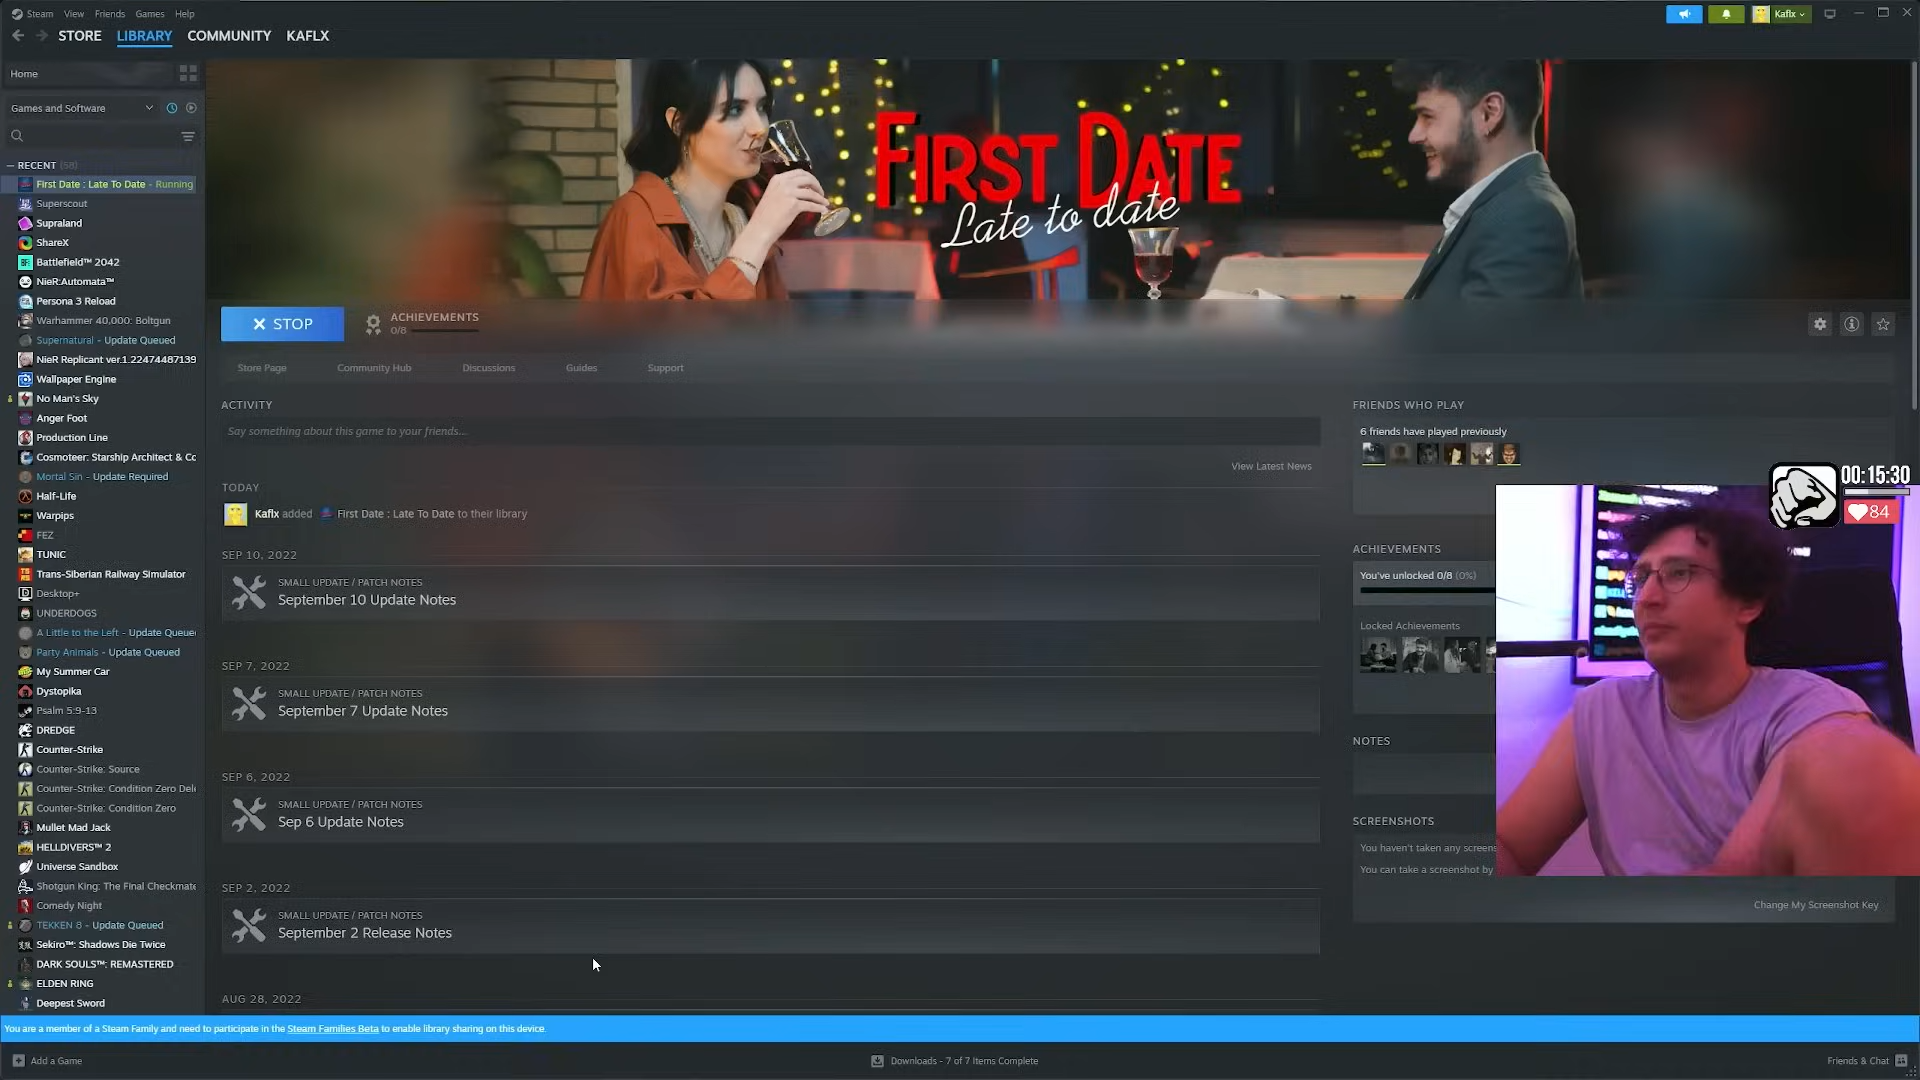 Steam View Friends Games Help
Kaflx
STORE LIBRARY COMMUNITY KAFLX
Home
Games and Software
RECENT (58)
First Date : Late To Date - Running
Superscout
Supraland
ShareX
Battlefield™ 2042
NieR:Automata™
Persona 3 Reload
Warhammer 40,000: Boltgun
Supernatural - Update Queued
NieR Replicant ver.1.22474487139
Wallpaper Engine
No Man's Sky
Anger Foot
Production Line
Cosmoteer: Starship Architect & Co
Mortal Sin - Update Required
Half-Life
Warpips
FEZ
TUNIC
Trans-Siberian Railway Simulator
Desktop+
UNDERDOGS
A Little to the Left - Update Queue
Party Animals - Update Queued
My Summer Car
Dystopika
Psalm 5:9-13
DREDGE
Counter-Strike
Counter-Strike: Source
Counter-Strike: Condition Zero Del
Counter-Strike: Condition Zero
Mullet Mad Jack
HELLDIVERS™ 2
Universe Sandbox
Shotgun King: The Final Checkmate
Comedy Night
TEKKEN 8 - Update Queued
Sekiro™: Shadows Die Twice
DARK SOULS™: REMASTERED
ELDEN RING
Deepest Sword
FIRST DATE
Late to date
STOP
ACHIEVEMENTS
0/8
Store Page Community Hub Discussions Guides Support
ACTIVITY
Say something about this game to your friends...
View Latest News
TODAY
Kaflx added First Date : Late To Date to their library
SEP 10, 2022
SMALL UPDATE / PATCH NOTES
September 10 Update Notes
SEP 7, 2022
SMALL UPDATE / PATCH NOTES
September 7 Update Notes
SEP 6, 2022
SMALL UPDATE / PATCH NOTES
Sep 6 Update Notes
SEP 2, 2022
SMALL UPDATE / PATCH NOTES
September 2 Release Notes
AUG 28, 2022
FRIENDS WHO PLAY
6 friends have played previously
00:15:30
84
ACHIEVEMENTS
You've unlocked 0/8 (0%)
Locked Achievements
NOTES
SCREENSHOTS
You haven't taken any screens
You can take a screenshot by
Change My Screenshot Key
You are a member of a Steam Family and need to participate in the Steam Families Beta to enable library sharing on this device.
Add a Game
Downloads - 7 of 7 Items Complete
Friends & Chat